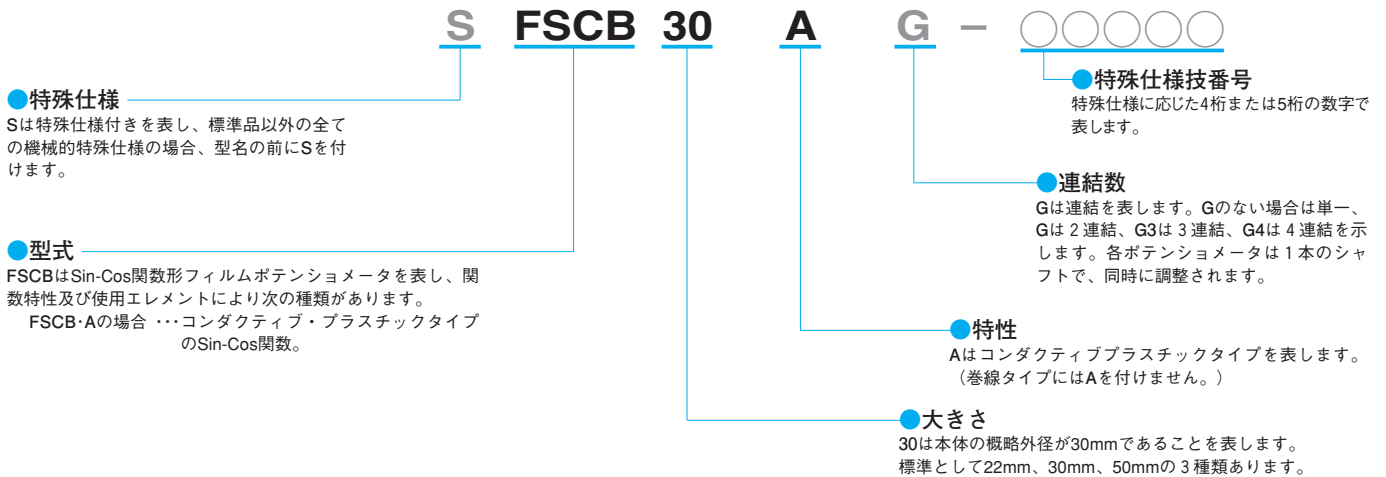 S FSCB 30 A G – ○○○○○
●特殊仕様
Sは特殊仕様付きを表し、標準品以外の全て
の機械的特殊仕様の場合、型名の前にSを付
けます。
●型式
FSCBはSin-Cos関数形フィルムポテンショメータを表し、関
数特性及び使用エレメントにより次の種類があります。
FSCB・Aの場合 ・・・コンダクティブ・プラスチックタイプ
のSin-Cos関数。
●特殊仕様技番号
特殊仕様に応じた4桁または5桁の数字で
表します。
●連結数
Gは連結を表します。Gのない場合は単一、
Gは2連結、G3は3連結、G4は4連結を示
します。各ポテンショメータは1本のシャ
フトで、同時に調整されます。
●特性
Aはコンダクティブプラスチックタイプを表します。
（巻線タイプにはAを付けません。）
●大きさ
30は本体の概略外径が30mmであることを表します。
標準として22mm、30mm、50mmの3種類あります。